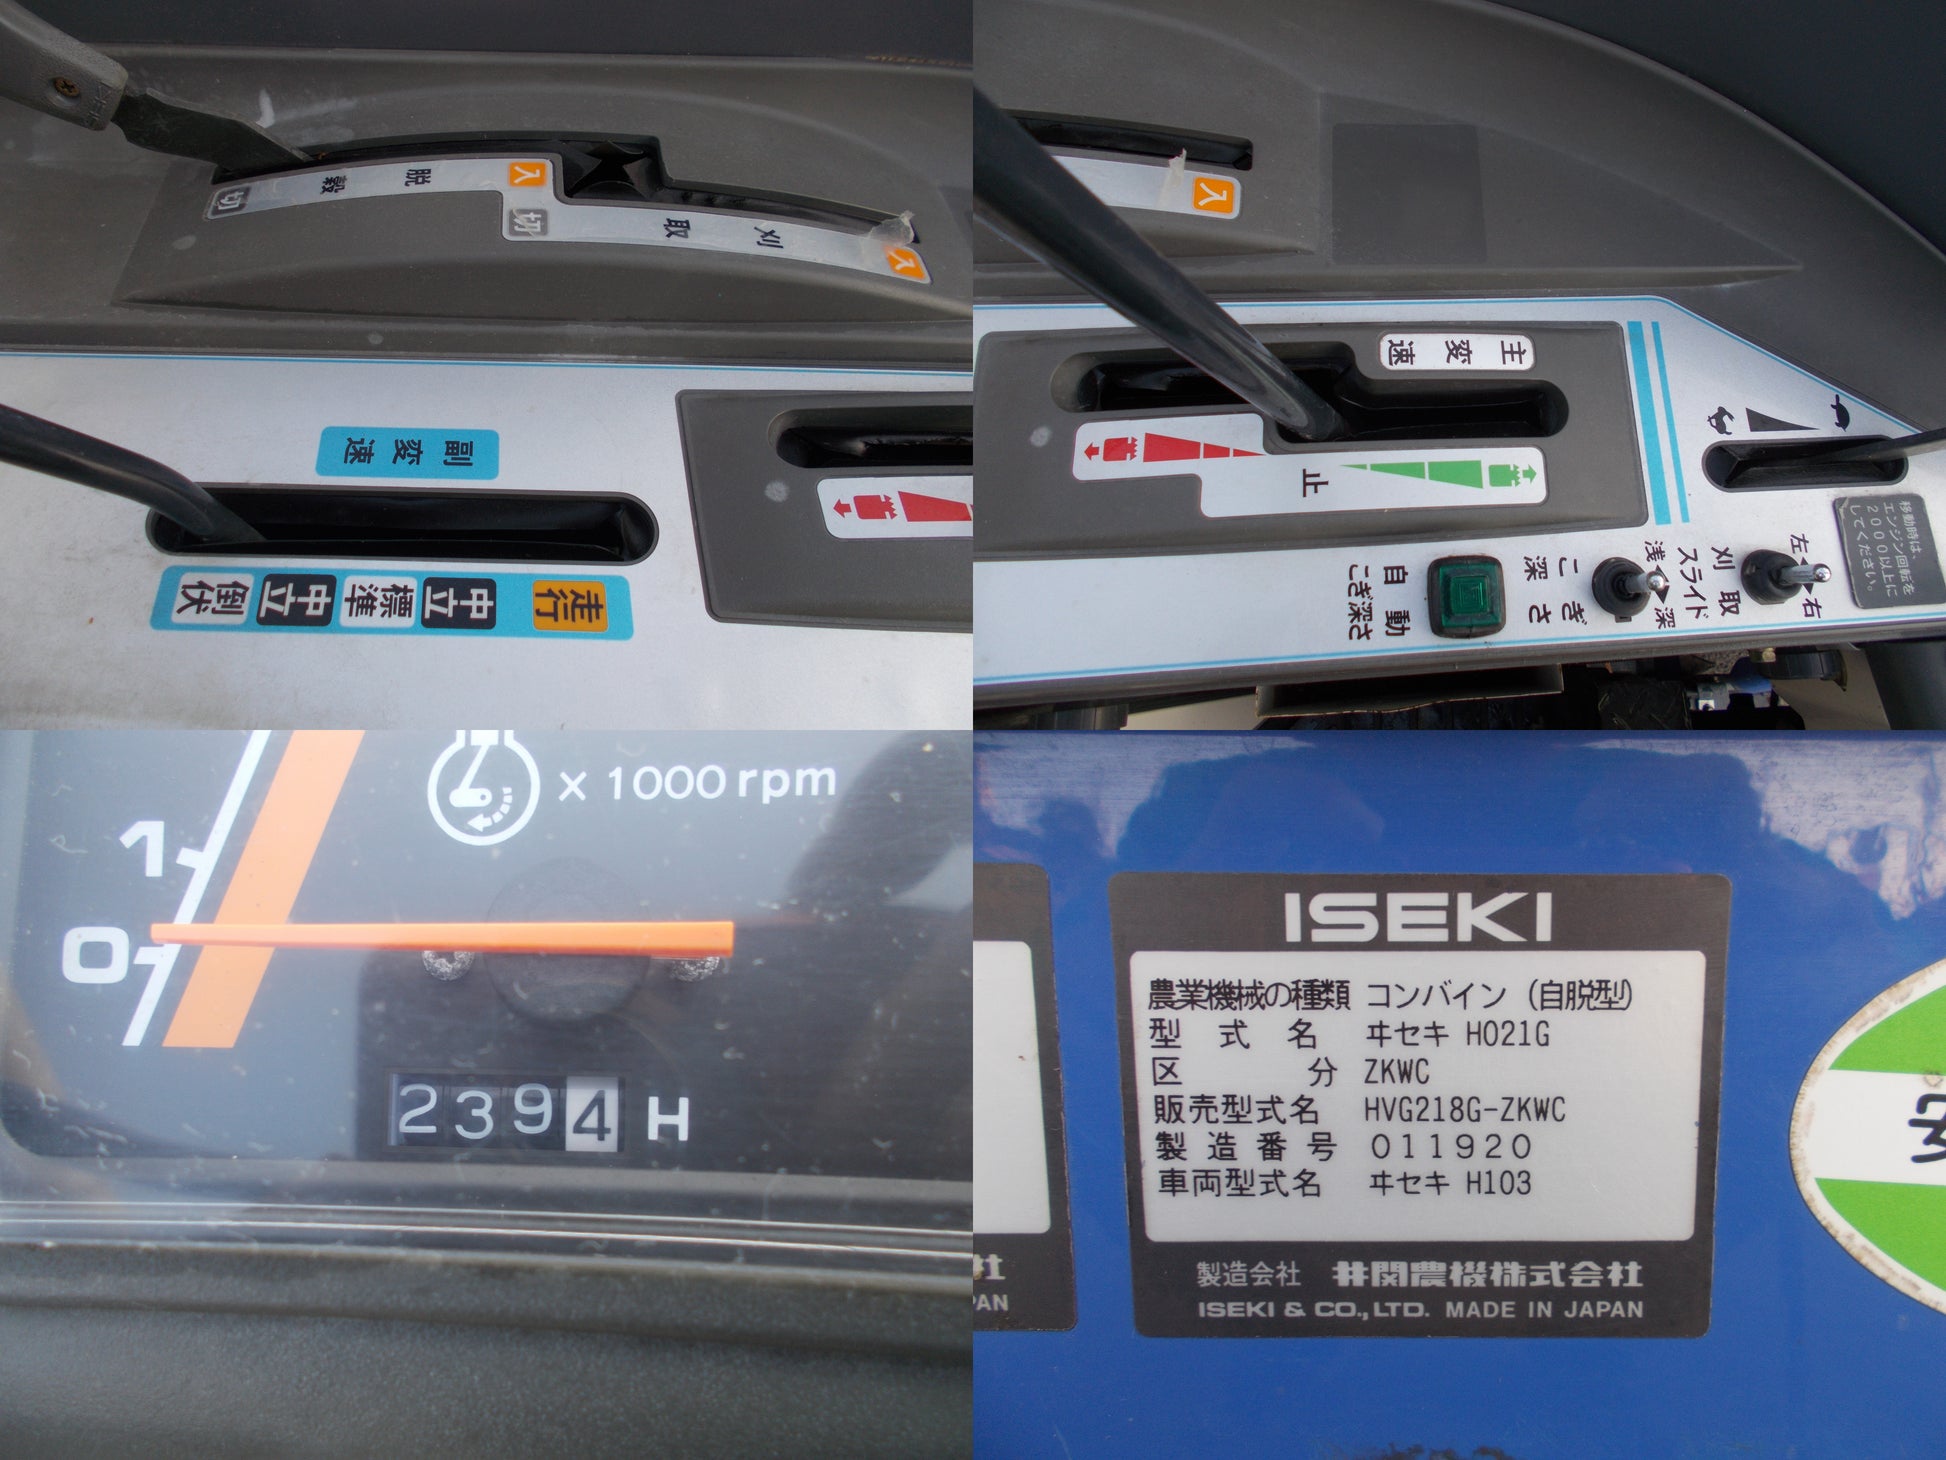 切 脱穀 入
切 刈取 入
副変速
倒伏 中立 標準 中立 走行
入
主変速
止
自動
こぎ深さ
こぎ
深さ
浅
深
刈取
スライド
左
右
移動時は、
エンジン回転を
2000以上に
してください。
× 1000 rpm
1
0
2394 H
社
PAN
ISEKI
農業機械の種類 コンバイン (自脱型)
型式名 ヰセキ H021G
区分 ZKWC
販売型式名 HVG218G-ZKWC
製造番号 011920
車両型式名 ヰセキ H103
製造会社 井関農機株式会社
ISEKI & CO.,LTD. MADE IN JAPAN